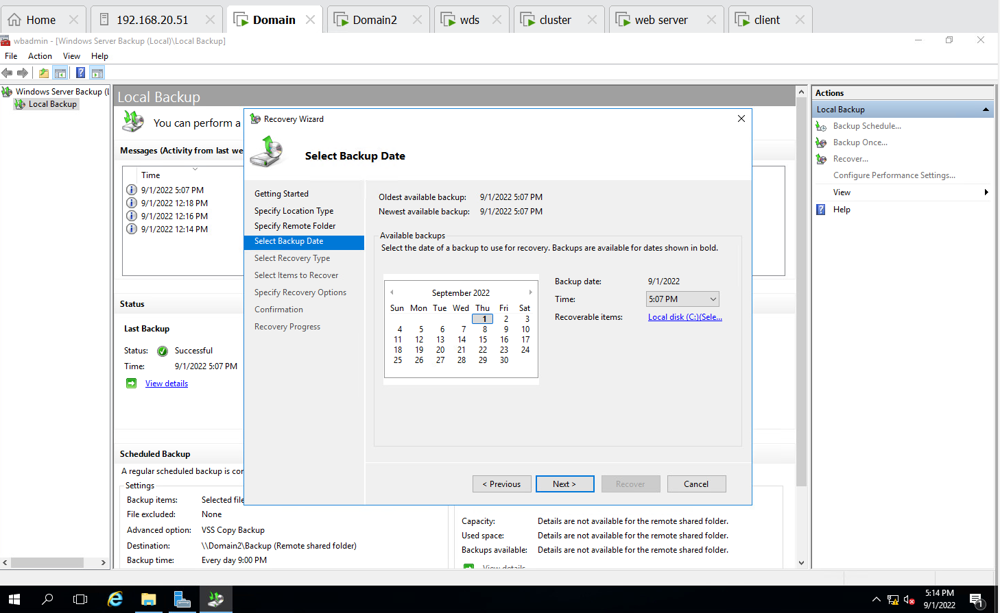 Home
192.168.20.51
Domain
Domain2
wds
cluster
web server
client
wbadmin - [Windows Server Backup (Local)\Local Backup]
File Action View Help
Windows Server Backup (L
Local Backup
Local Backup
You can perform a
Messages (Activity from last we
Time
9/1/2022 5:07 PM
9/1/2022 12:18 PM
9/1/2022 12:16 PM
9/1/2022 12:14 PM
Status
Last Backup
Status: Successful
Time: 9/1/2022 5:07 PM
View details
Scheduled Backup
A regular scheduled backup is cor
Settings
Backup items: Selected file
File excluded: None
Advanced option: VSS Copy Backup
Destination: \\Domain2\Backup (Remote shared folder)
Backup time: Every day 9:00 PM
Capacity: Details are not available for the remote shared folder.
Used space: Details are not available for the remote shared folder.
Backups available: Details are not available for the remote shared folder.
View details
Recovery Wizard
Select Backup Date
Getting Started
Specify Location Type
Specify Remote Folder
Select Backup Date
Select Recovery Type
Select Items to Recover
Specify Recovery Options
Confirmation
Recovery Progress
Oldest available backup: 9/1/2022 5:07 PM
Newest available backup: 9/1/2022 5:07 PM
Available backups
Select the date of a backup to use for recovery. Backups are available for dates shown in bold.
September 2022
Sun Mon Tue Wed Thu Fri Sat
1 2 3
4 5 6 7 8 9 10
11 12 13 14 15 16 17
18 19 20 21 22 23 24
25 26 27 28 29 30
Backup date: 9/1/2022
Time: 5:07 PM
Recoverable items: Local disk (C:)(Sele...
< Previous
Next >
Recover
Cancel
Actions
Local Backup
Backup Schedule...
Backup Once...
Recover...
Configure Performance Settings...
View
Help
5:14 PM
9/1/2022
1